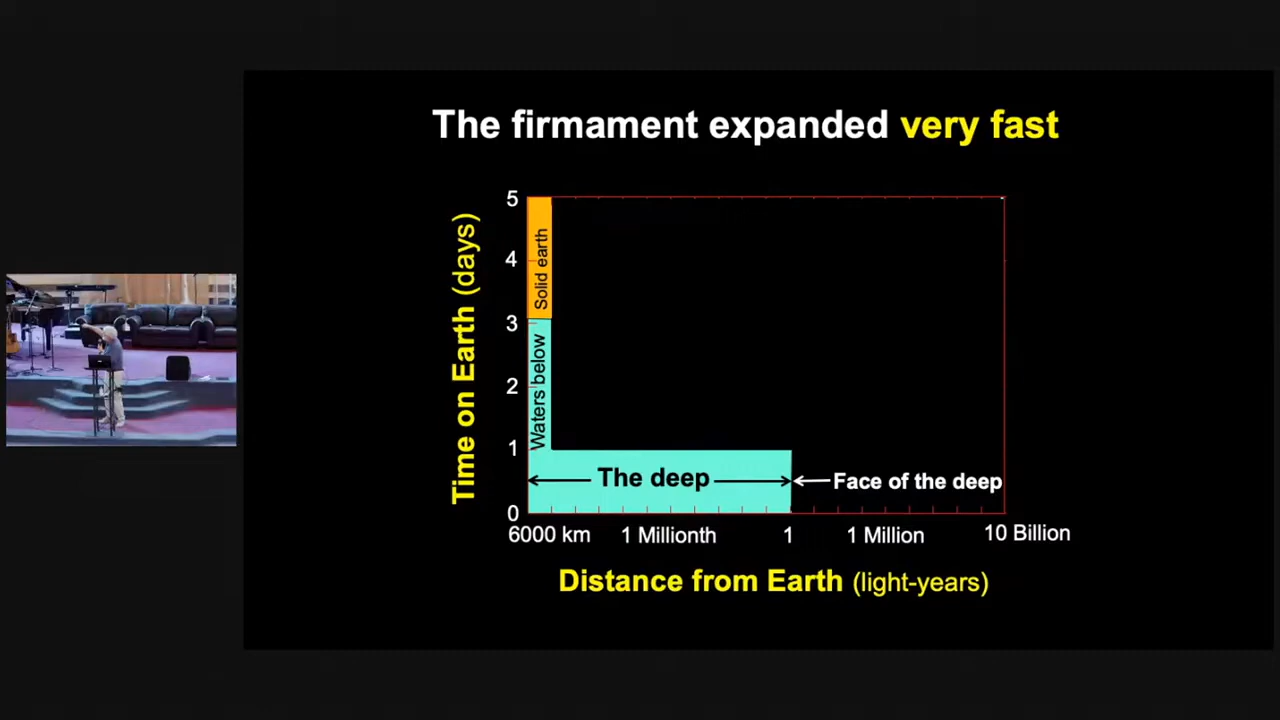 The firmament expanded very fast
5
4
3
2
1
0
Time on Earth (days)
Solid earth
Waters below
The deep
Face of the deep
6000 km 1 Millionth 1 1 Million 10 Billion
Distance from Earth (light-years)